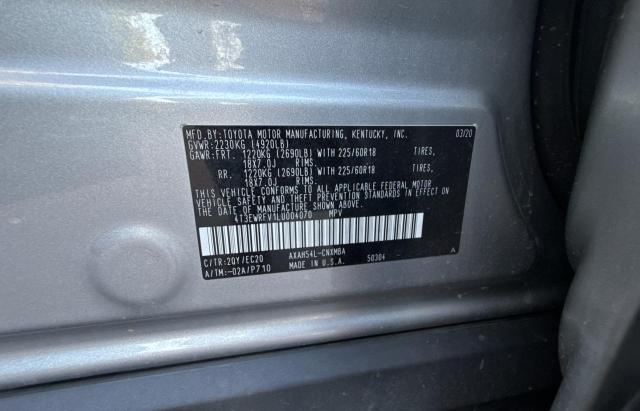 MFD.BY:TOYOTA MOTOR MANUFACTURING, KENTUCKY, INC. 03/20
GVWR:2230KG (4920LB)
GAWR:FRT. 1220KG (2690LB) WITH 225/60R18 TIRES,
18X7.0J RIMS.
RR. 1220KG (2690LB) WITH 225/60R18 TIRES,
18X7.0J RIMS.
THIS VEHICLE CONFORMS TO ALL APPLICABLE FEDERAL MOTOR
VEHICLE SAFETY AND THEFT PREVENTION STANDARDS IN EFFECT ON
THE DATE OF MANUFACTURE SHOWN ABOVE.
4T3EWRFV1LU004070 MPV
C/TR:2QY/EC20 AXAH54L-CNXMBA A
A/TM:-02A/P710 MADE IN U.S.A. 50304